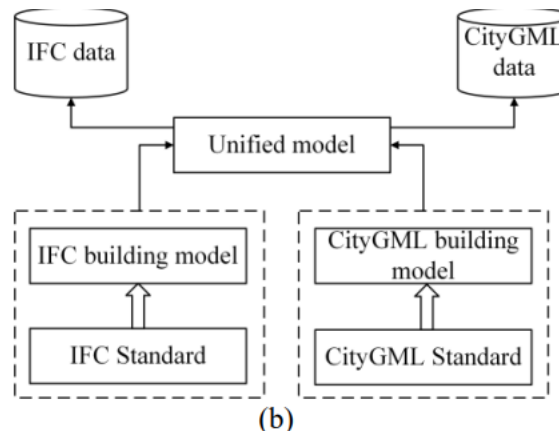 IFC data
CityGML
data
Unified model
IFC building model
CityGML building
model
IFC Standard
CityGML Standard
(b)